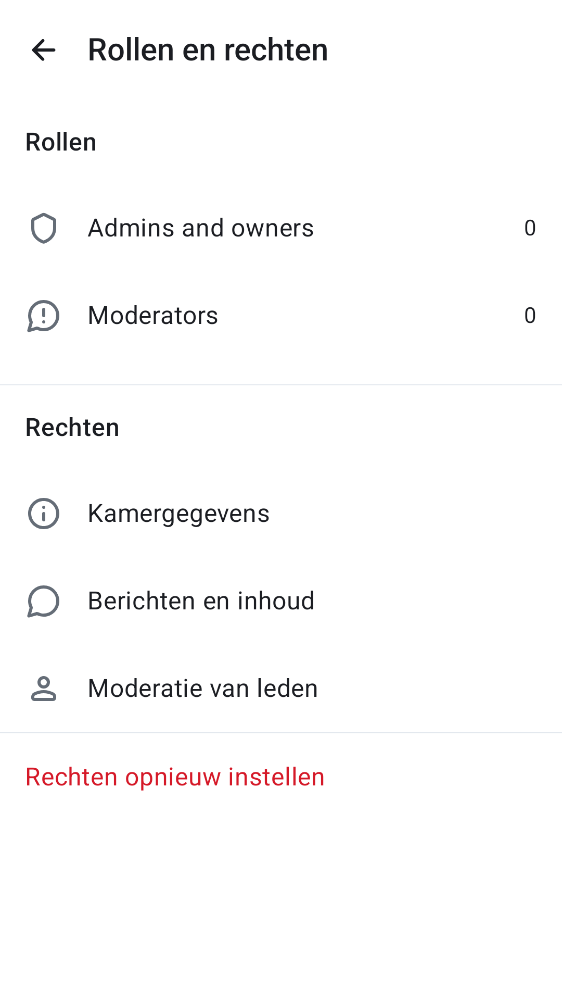 Rollen en rechten
Rollen
Admins and owners 0
Moderators 0
Rechten
Kamergegevens
Berichten en inhoud
Moderatie van leden
Rechten opnieuw instellen